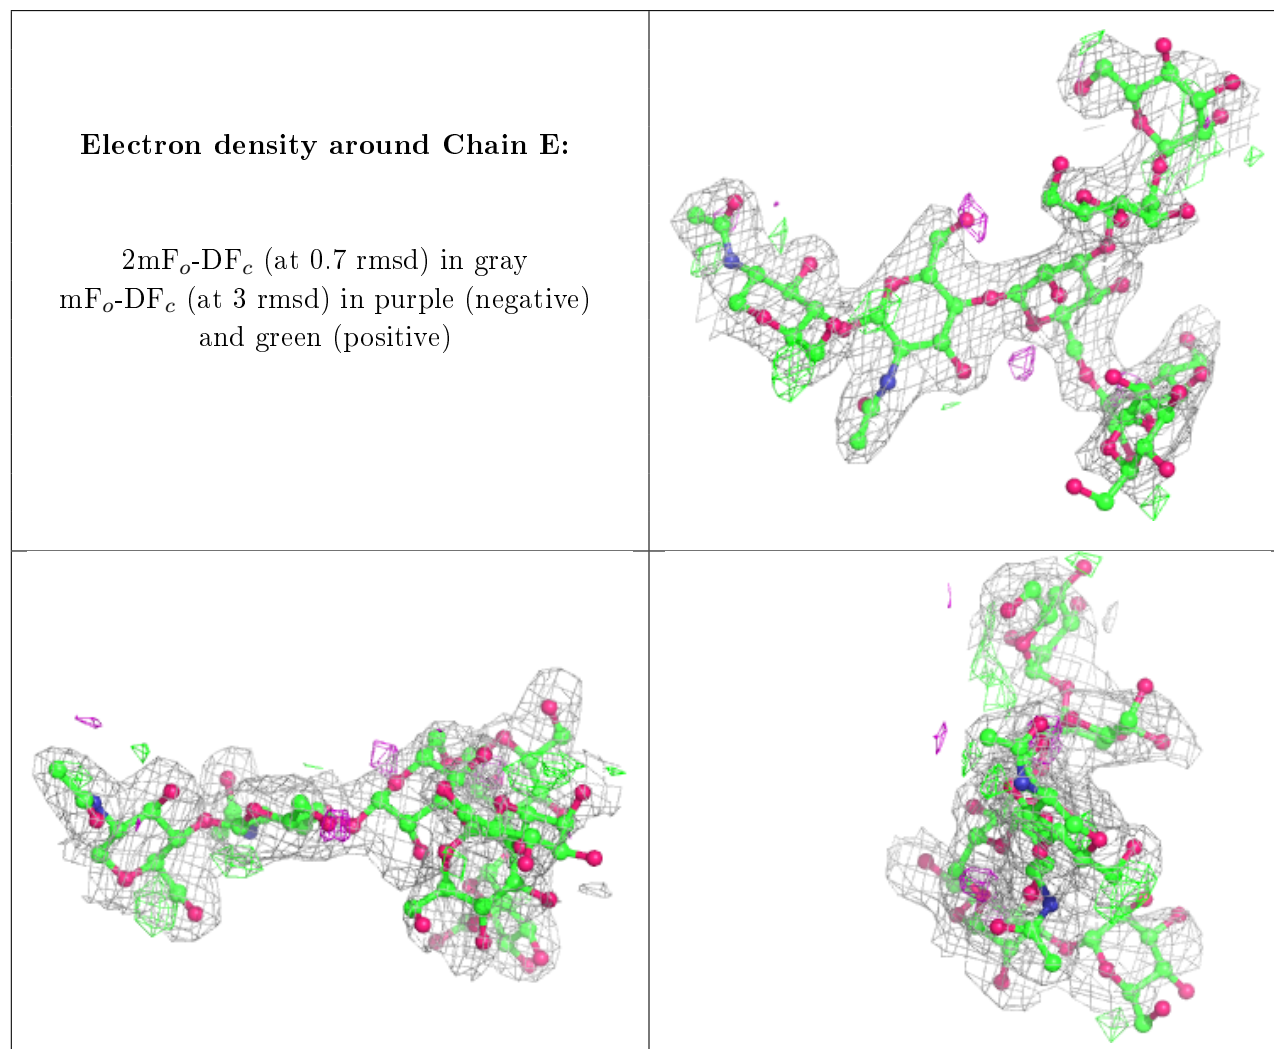 Electron density around Chain E:
2mFo-DFc (at 0.7 rmsd) in gray
mFo-DFc (at 3 rmsd) in purple (negative)
and green (positive)